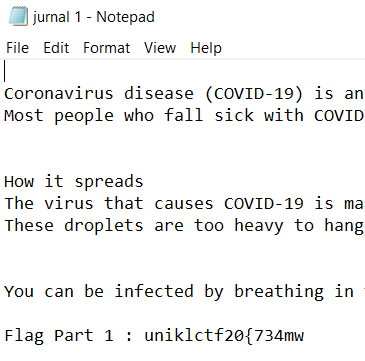 jurnal 1 - Notepad
File Edit Format View Help
Coronavirus disease (COVID-19) is an
Most people who fall sick with COVID
How it spreads
The virus that causes COVID-19 is ma
These droplets are too heavy to hang
You can be infected by breathing in
Flag Part 1 : uniklctf20{734mw